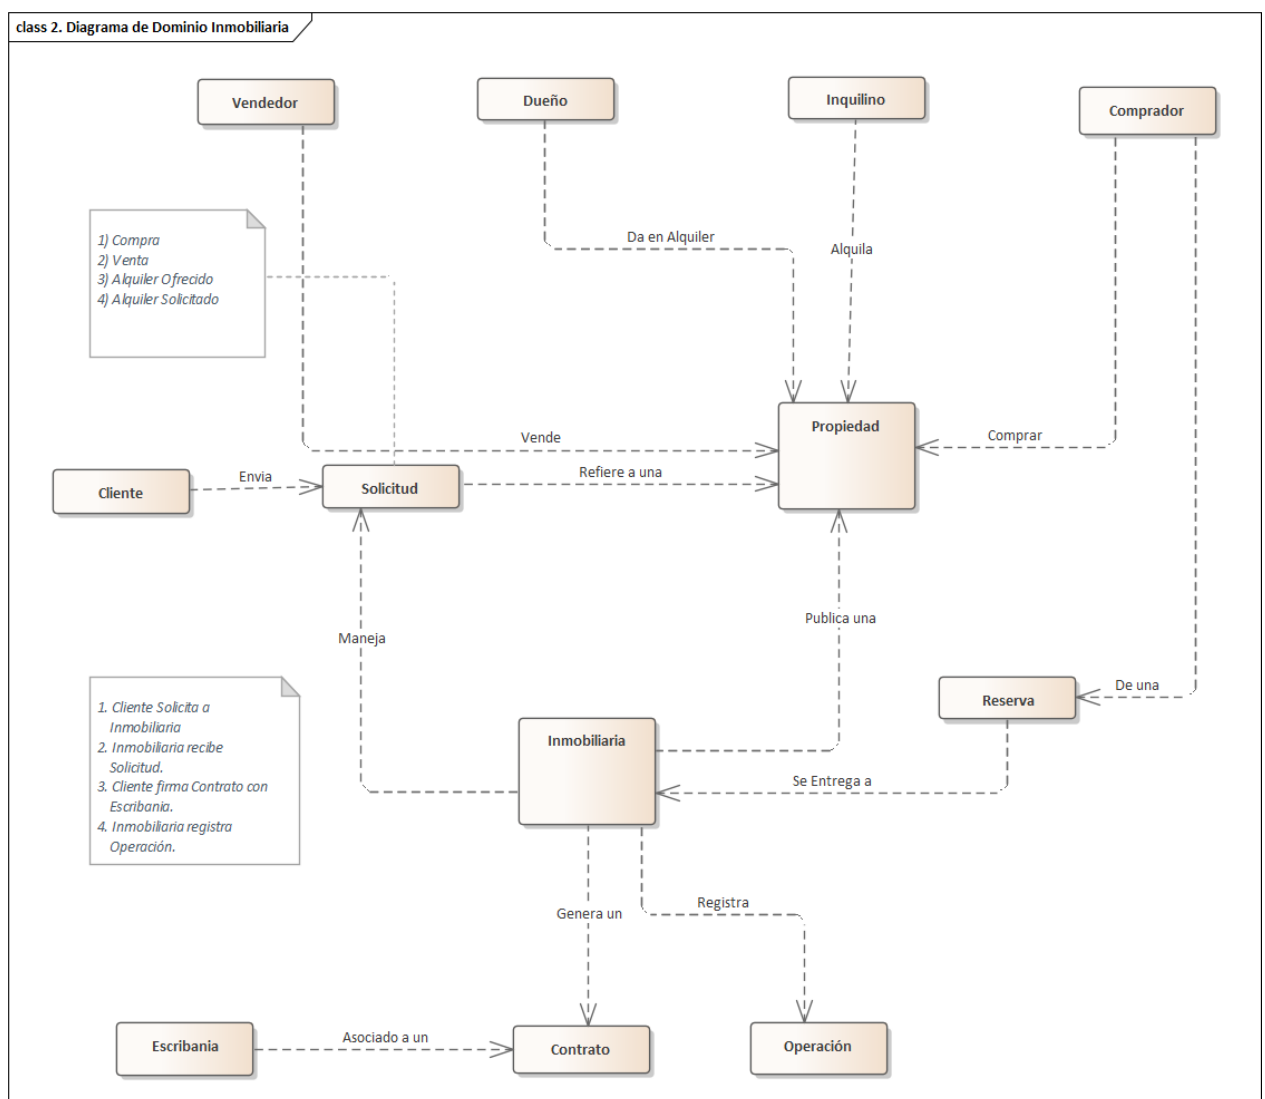 class 2. Diagrama de Dominio Inmobiliaria
Vendedor
Dueño
Inquilino
Comprador
1) Compra
2) Venta
3) Alquiler Ofrecido
4) Alquiler Solicitado
Da en Alquiler
Alquila
Propiedad
Vende
Comprar
Cliente
Envia
Solicitud
Refiere a una
Maneja
Publica una
1. Cliente Solicita a
Inmobiliaria
2. Inmobiliaria recibe
Solicitud.
3. Cliente firma Contrato con
Escribania.
4. Inmobiliaria registra
Operación.
Inmobiliaria
Reserva
De una
Se Entrega a
Genera un
Registra
Escribania
Asociado a un
Contrato
Operación